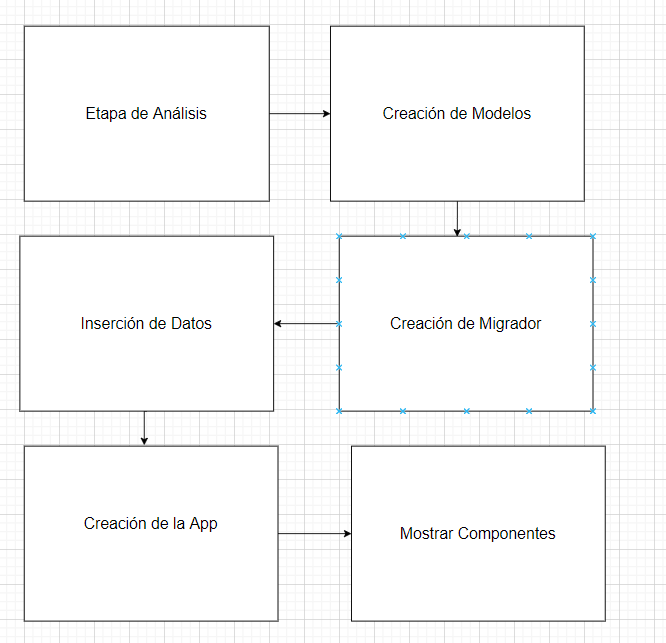 Etapa de Análisis
Creación de Modelos
Inserción de Datos
Creación de Migrador
Creación de la App
Mostrar Componentes